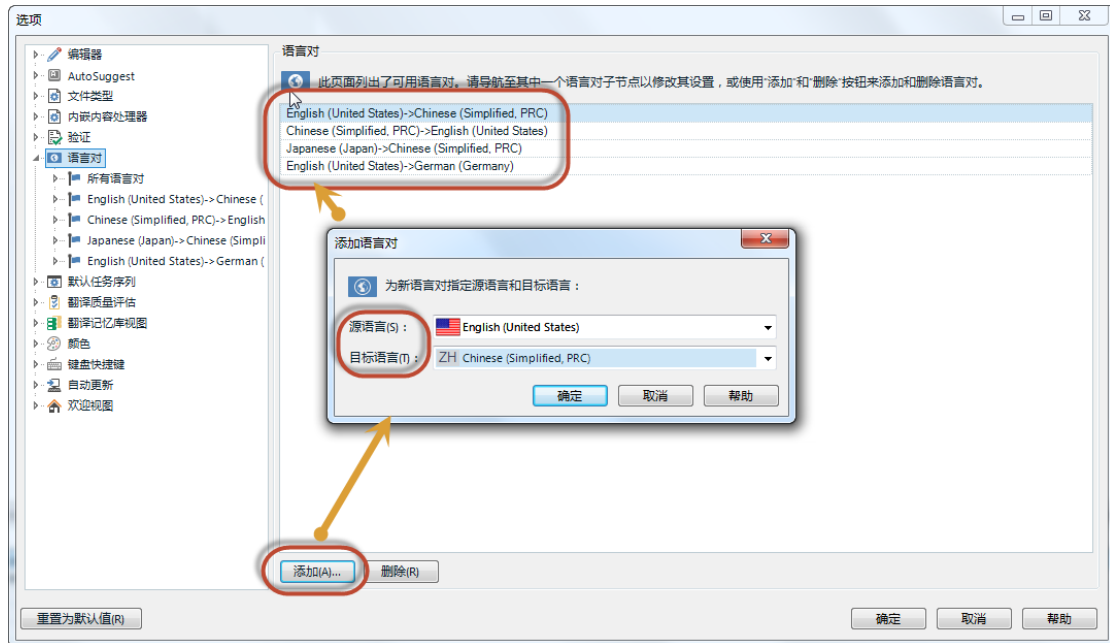 选项
编辑器
AutoSuggest
文件类型
内嵌内容处理器
验证
语言对
所有语言对
English (United States)->Chinese (
Chinese (Simplified, PRC)->English
Japanese (Japan)->Chinese (Simpli
English (United States)->German (
默认任务序列
翻译质量评估
翻译记忆库视图
颜色
键盘快捷键
自动更新
欢迎视图
语言对
此页面列出了可用语言对。请导航至其中一个语言对子节点以修改其设置，或使用“添加”和“删除”按钮来添加和删除语言对。
English (United States)->Chinese (Simplified, PRC)
Chinese (Simplified, PRC)->English (United States)
Japanese (Japan)->Chinese (Simplified, PRC)
English (United States)->German (Germany)
添加语言对
为新语言对指定源语言和目标语言：
源语言(S)： English (United States)
目标语言(T)： ZH Chinese (Simplified, PRC)
确定 取消 帮助
添加(A)... 删除(R)
重置为默认值(R) 确定 取消 帮助